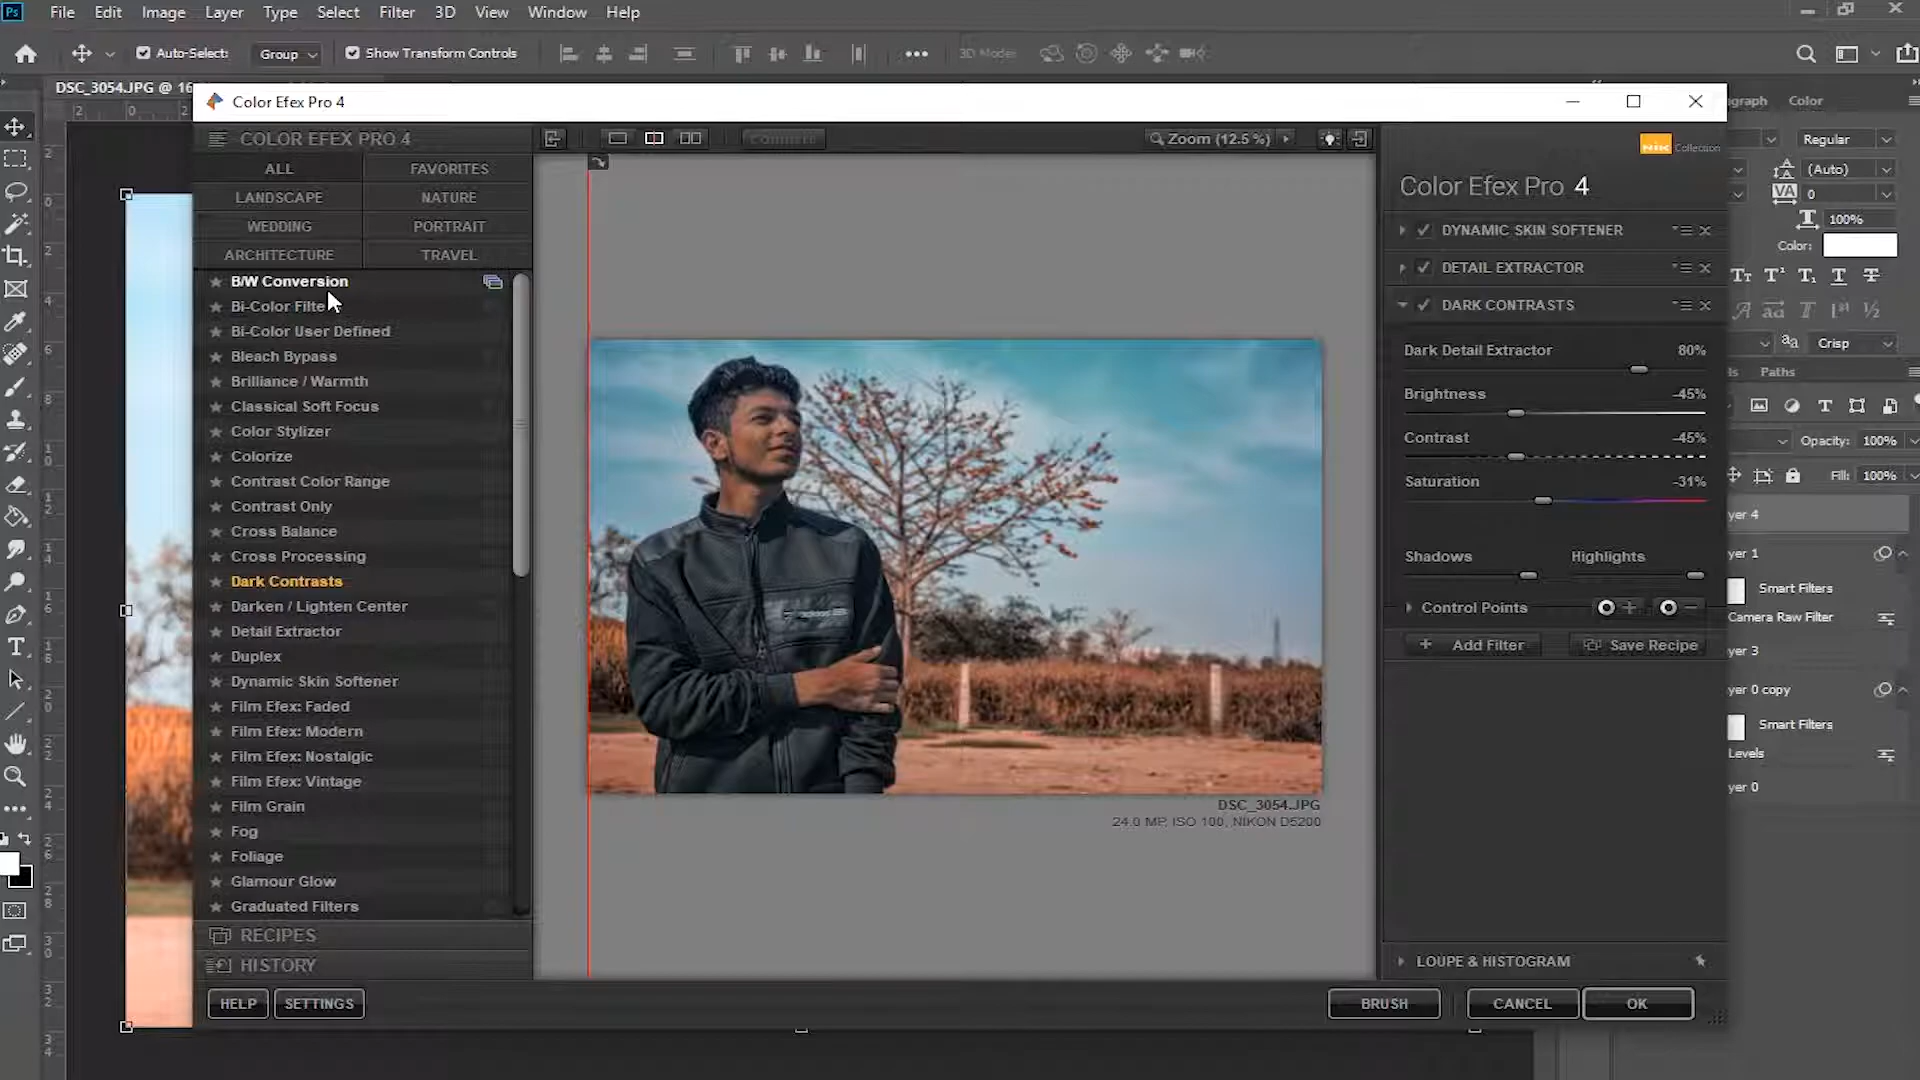 Ps File Edit Image Layer Type Select Filter 3D View Window Help
Auto-Select: Group Show Transform Controls 3D Mode:
DSC_3054.JPG @ 16
Color Efex Pro 4
COLOR EFEX PRO 4
ALL FAVORITES
LANDSCAPE NATURE
WEDDING PORTRAIT
ARCHITECTURE TRAVEL
B/W Conversion
Bi-Color Filte
Bi-Color User Defined
Bleach Bypass
Brilliance / Warmth
Classical Soft Focus
Color Stylizer
Colorize
Contrast Color Range
Contrast Only
Cross Balance
Cross Processing
Dark Contrasts
Darken / Lighten Center
Detail Extractor
Duplex
Dynamic Skin Softener
Film Efex: Faded
Film Efex: Modern
Film Efex: Nostalgic
Film Efex: Vintage
Film Grain
Fog
Foliage
Glamour Glow
Graduated Filters
RECIPES
HISTORY
HELP SETTINGS
Zoom (12.5 %)
DSC_3054.JPG
24.0 MP, ISO 100, NIKON D5200
Nik Collection
Color Efex Pro 4
DYNAMIC SKIN SOFTENER
DETAIL EXTRACTOR
DARK CONTRASTS
Dark Detail Extractor 80%
Brightness -45%
Contrast -45%
Saturation -31%
Shadows Highlights
Control Points
Add Filter Save Recipe
LOUPE & HISTOGRAM
BRUSH CANCEL OK
graph Color
Regular
(Auto)
VA 0
100%
Color:
Crisp
ls Paths
Opacity: 100%
Fill: 100%
yer 4
yer 1
Smart Filters
Camera Raw Filter
yer 3
yer 0 copy
Smart Filters
Levels
yer 0